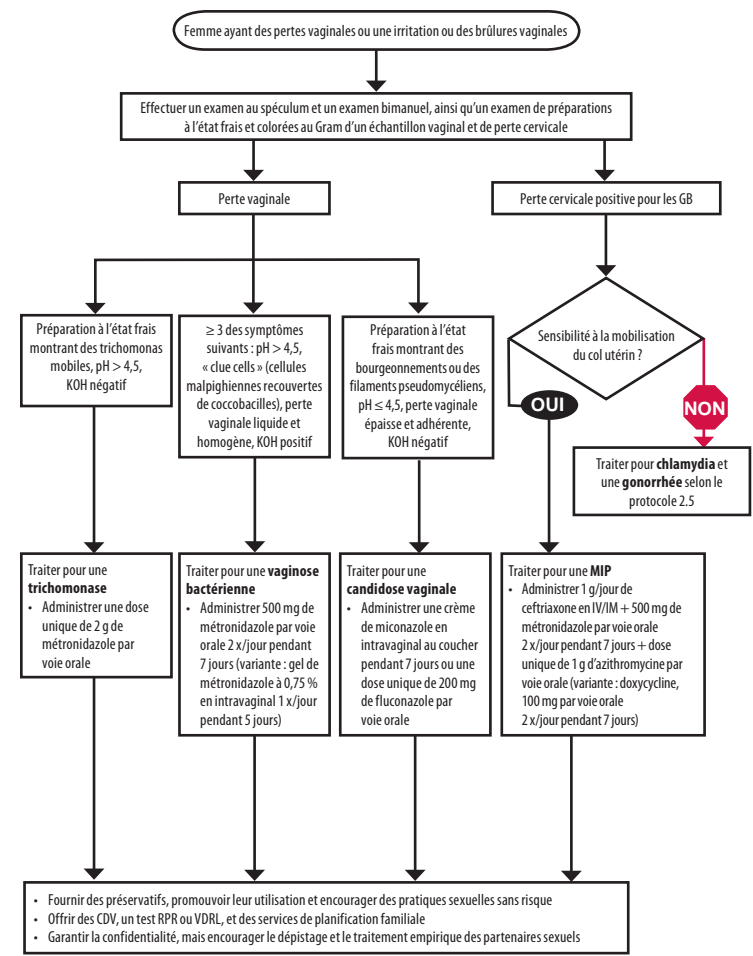 Femme ayant des pertes vaginales ou une irritation ou des brûlures vaginales
Effectuer un examen au spéculum et un examen bimanuel, ainsi qu'un examen de préparations
à l'état frais et colorées au Gram d'un échantillon vaginal et de perte cervicale
Perte vaginale
Perte cervicale positive pour les GB
Préparation à l'état frais
montrant des trichomonas
mobiles, pH > 4,5,
KOH négatif
≥ 3 des symptômes
suivants : pH > 4,5,
« clue cells » (cellules
malpighiennes recouvertes
de coccobacilles), perte
vaginale liquide et
homogène, KOH positif
Préparation à l'état
frais montrant des
bourgeonnements ou des
filaments pseudomycéliens,
pH ≤ 4,5, perte vaginale
épaisse et adhérente,
KOH négatif
Sensibilité à la mobilisation
du col utérin ?
OUI
NON
Traiter pour chlamydia et
une gonorrhée selon le
protocole 2.5
Traiter pour une
trichomonase
• Administrer une dose
unique de 2 g de
métronidazole par
voie orale
Traiter pour une vaginose
bactérienne
• Administrer 500 mg de
métronidazole par voie
orale 2 x/jour pendant
7 jours (variante : gel de
métronidazole à 0,75 %
en intravaginal 1 x/jour
pendant 5 jours)
Traiter pour une
candidose vaginale
• Administrer une crème
de miconazole en
intravaginal au coucher
pendant 7 jours ou une
dose unique de 200 mg
de fluconazole par
voie orale
Traiter pour une MIP
• Administrer 1 g/jour de
ceftriaxone en IV/IM + 500 mg de
métronidazole par voie orale
2 x/jour pendant 7 jours + dose
unique de 1 g d'azithromycine par
voie orale (variante : doxycycline,
100 mg par voie orale
2 x/jour pendant 7 jours)
• Fournir des préservatifs, promouvoir leur utilisation et encourager des pratiques sexuelles sans risque
• Offrir des CDV, un test RPR ou VDRL, et des services de planification familiale
• Garantir la confidentialité, mais encourager le dépistage et le traitement empirique des partenaires sexuels